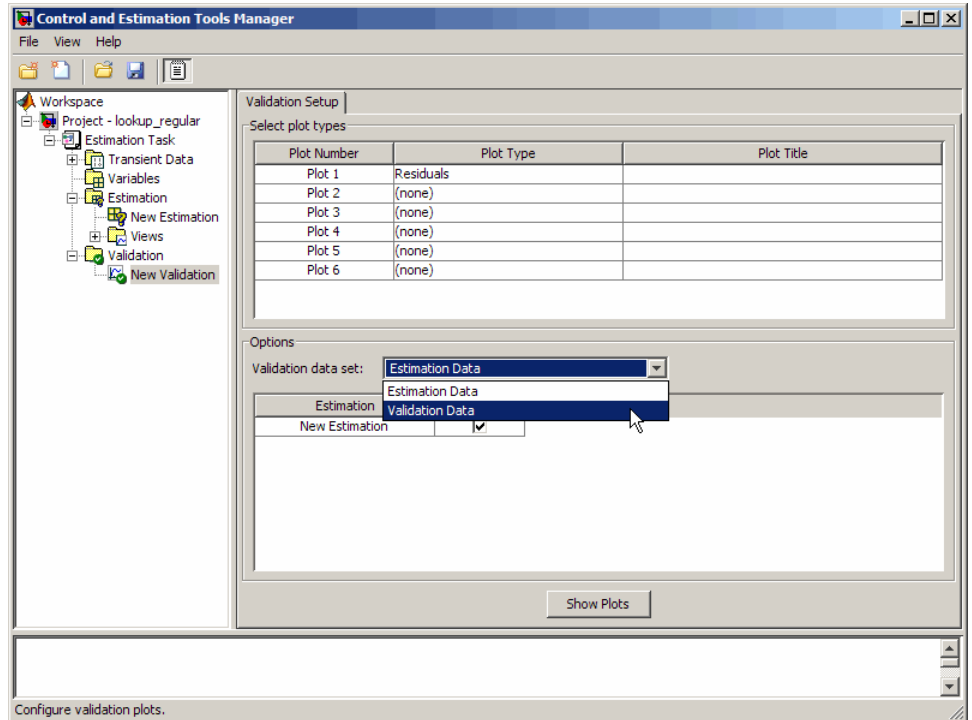 Control and Estimation Tools Manager
File View Help
Workspace
Project - lookup_regular
Estimation Task
Transient Data
Variables
Estimation
New Estimation
Views
Validation
New Validation
Validation Setup
Select plot types
Plot Number Plot Type Plot Title
Plot 1 Residuals
Plot 2 (none)
Plot 3 (none)
Plot 4 (none)
Plot 5 (none)
Plot 6 (none)
Options
Validation data set: Estimation Data
Estimation Data
Validation Data
Estimation
New Estimation
Show Plots
Configure validation plots.